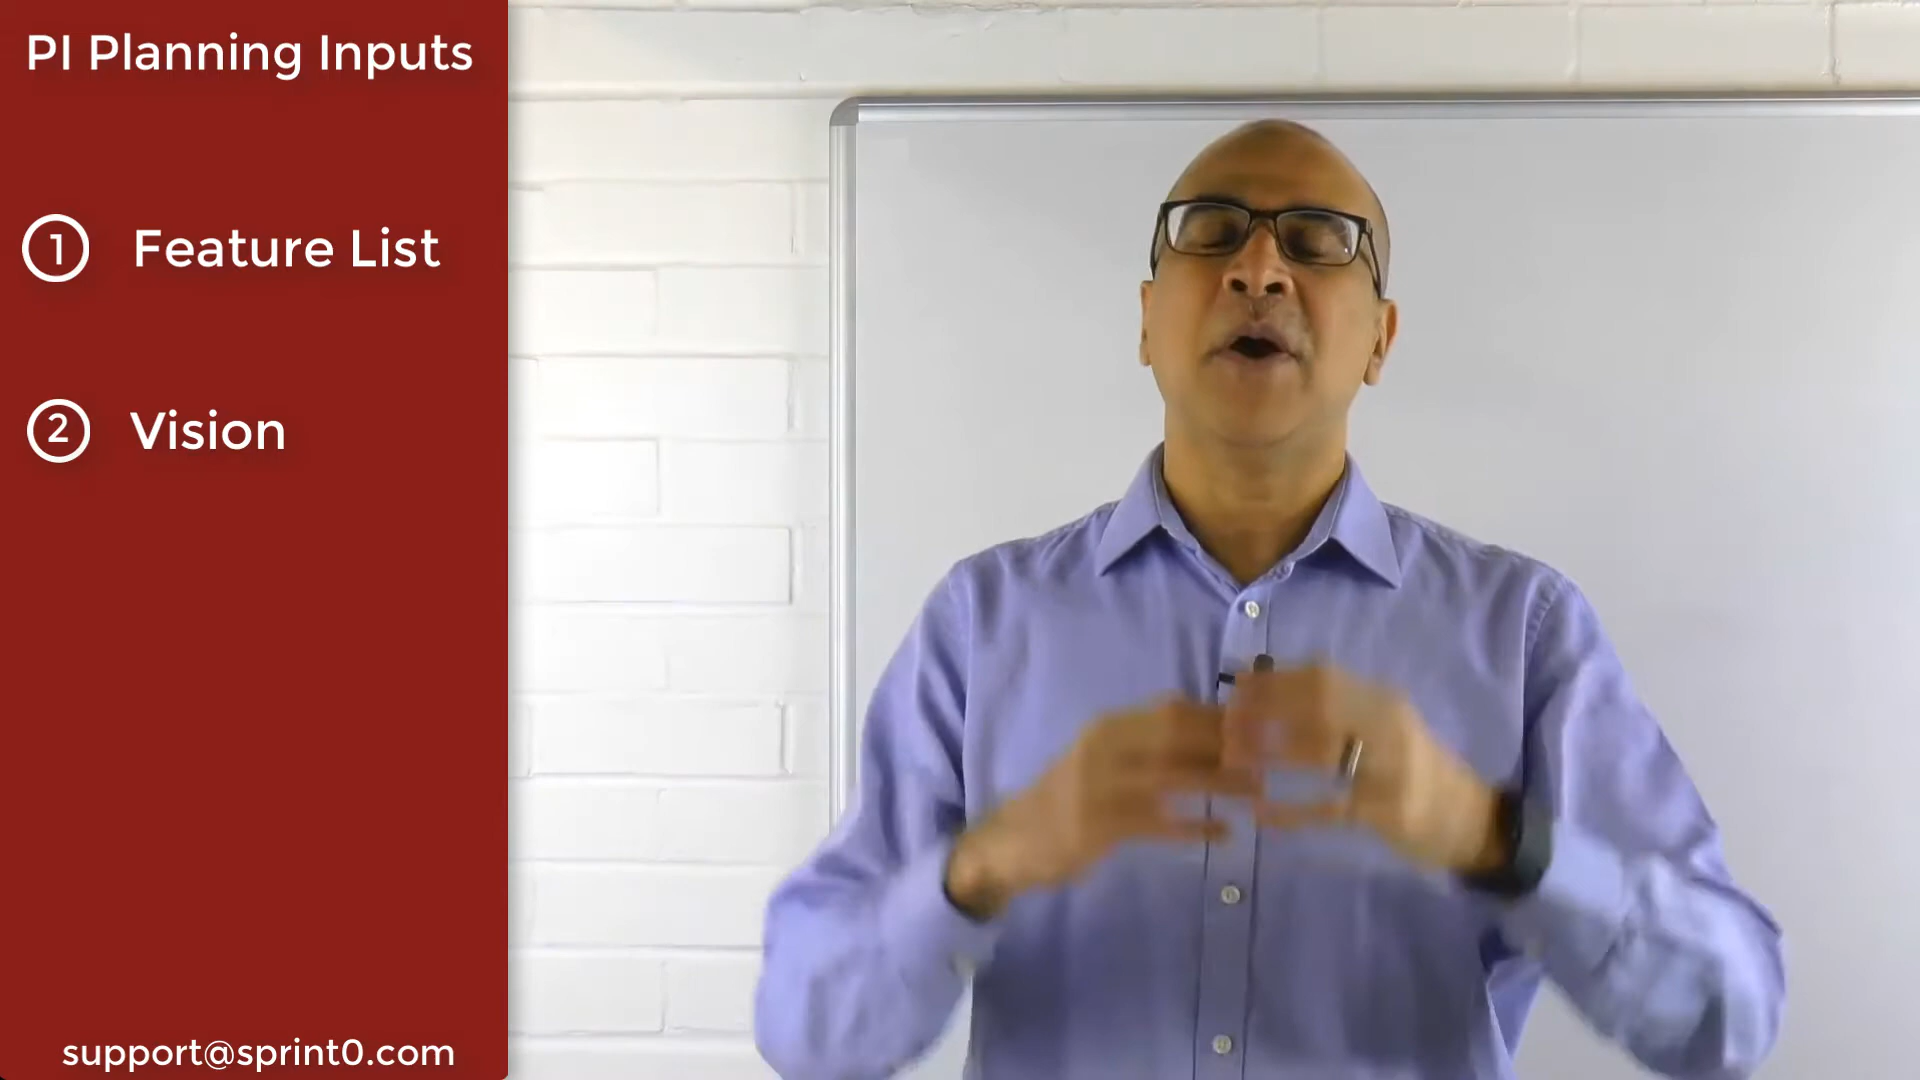 PI Planning Inputs
1 Feature List
2 Vision
support@sprint0.com